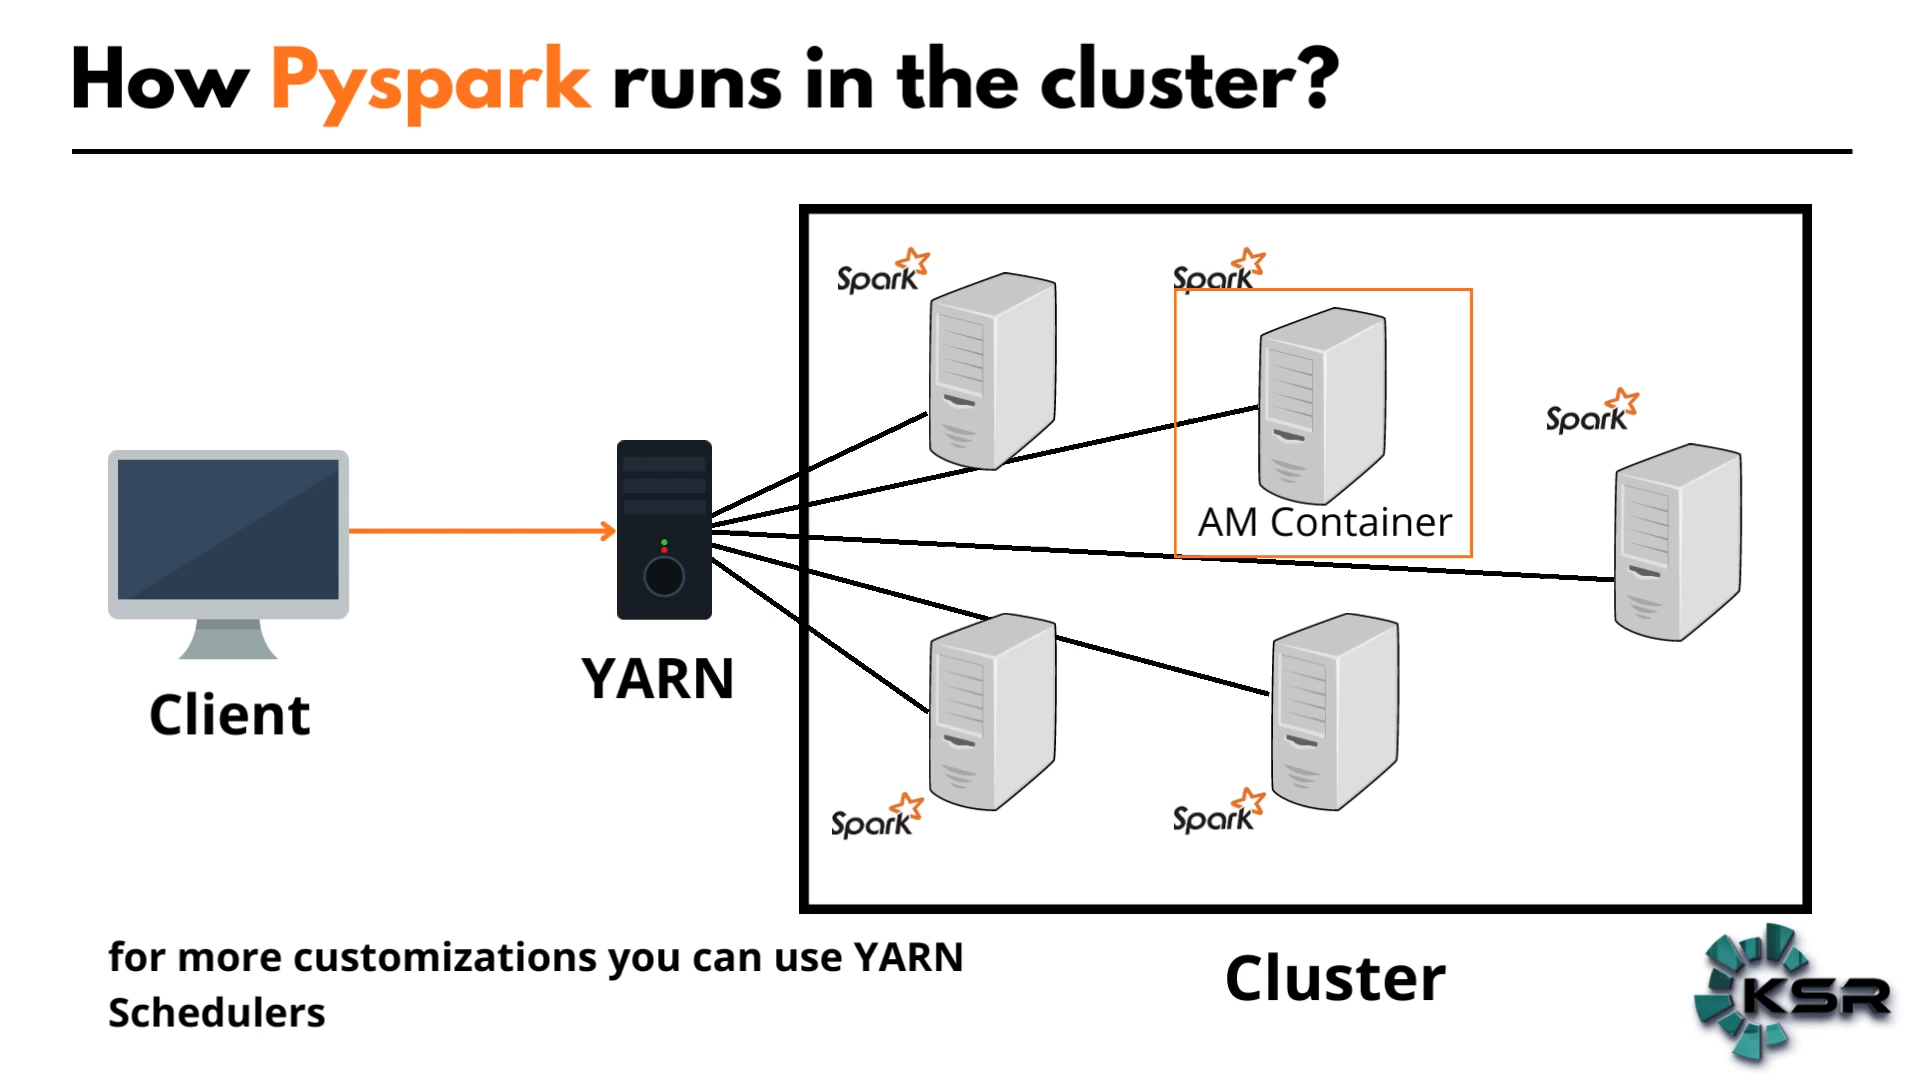 How Pyspark runs in the cluster?
Spark
Spark
Spark
AM Container
YARN
Client
Spark
Spark
for more customizations you can use YARN
Schedulers
Cluster
KSR